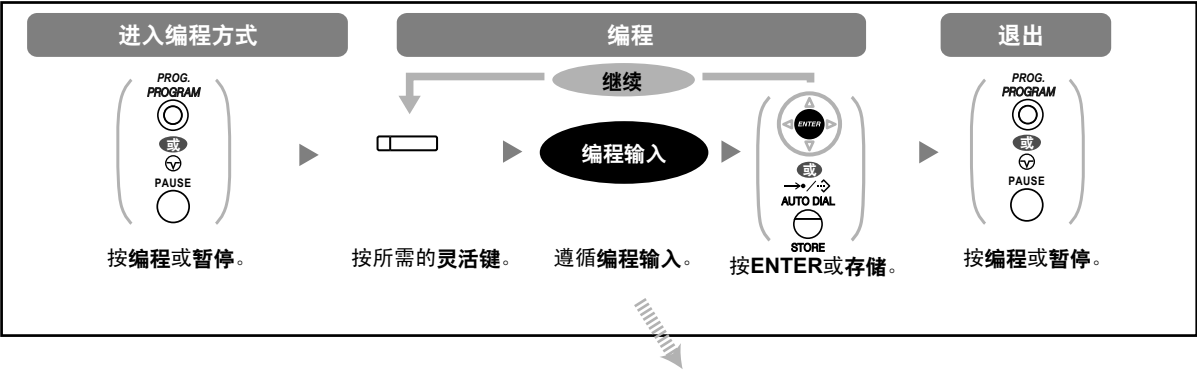 进入编程方式
编程
退出
继续
PROG.
PROGRAM
或
PAUSE
按编程或暂停。
按所需的灵活键。
编程输入
遵循编程输入。
ENTER
或
AUTO DIAL
STORE
按ENTER或存储。
PROG.
PROGRAM
或
PAUSE
按编程或暂停。